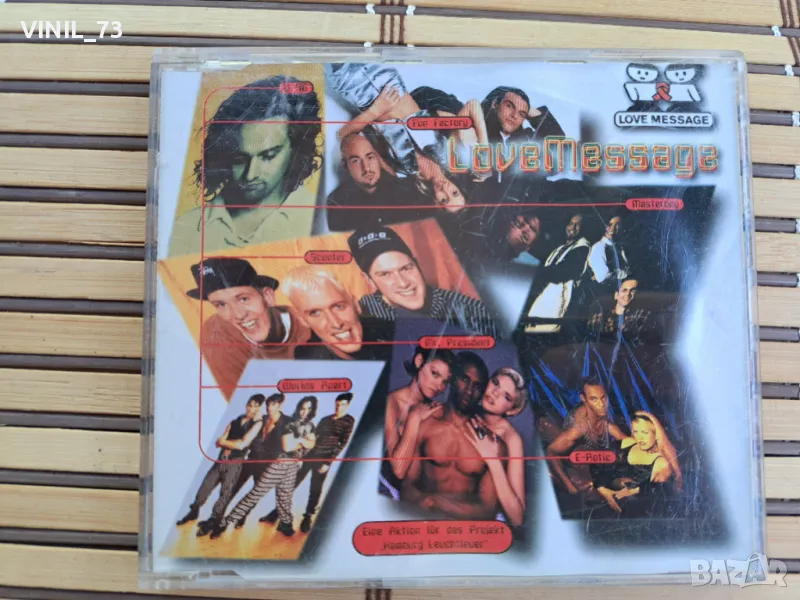 VINIL_73
Fun Factory
LOVE MESSAGE
LoveMessage
Masterboy
Scooter
Mr. President
Worlds Apart
E-Rotic
Eine Aktion für das Projekt
„Hamburg Leuchtfeuer"
BAZAR